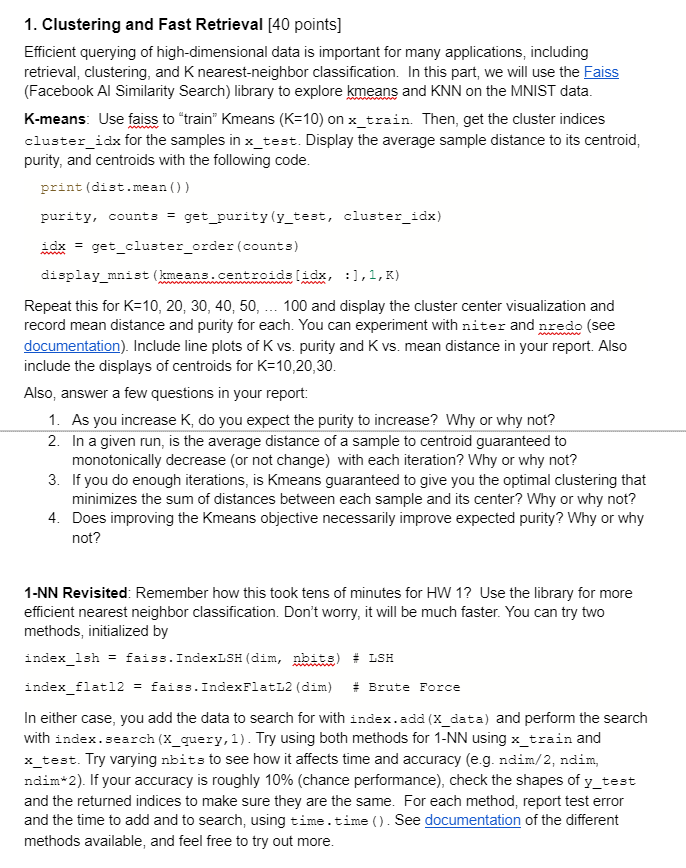 1. Clustering and Fast Retrieval [40 points]
Efficient querying of high-dimensional data is important for many applications, including
retrieval, clustering, and K nearest-neighbor classification.  In this part, we will use the Faiss
(Facebook AI Similarity Search) library to explore kmeans and KNN on the MNIST data.
K-means:  Use faiss to "train" Kmeans (K=10) on x_train.  Then, get the cluster indices
cluster_idx for the samples in x_test. Display the average sample distance to its centroid,
purity, and centroids with the following code.
print(dist.mean())
purity, counts = get_purity(y_test, cluster_idx)
idx = get_cluster_order(counts)
display_mnist(kmeans.centroids[idx, :],1,K)
Repeat this for K=10, 20, 30, 40, 50, … 100 and display the cluster center visualization and
record mean distance and purity for each. You can experiment with niter and nredo (see
documentation). Include line plots of K vs. purity and K vs. mean distance in your report. Also
include the displays of centroids for K=10,20,30.
Also, answer a few questions in your report:
1. As you increase K, do you expect the purity to increase?  Why or why not?
2. In a given run, is the average distance of a sample to centroid guaranteed to
monotonically decrease (or not change)  with each iteration? Why or why not?
3. If you do enough iterations, is Kmeans guaranteed to give you the optimal clustering that
minimizes the sum of distances between each sample and its center? Why or why not?
4. Does improving the Kmeans objective necessarily improve expected purity? Why or why
not?
1-NN Revisited: Remember how this took tens of minutes for HW 1?  Use the library for more
efficient nearest neighbor classification. Don't worry, it will be much faster. You can try two
methods, initialized by
index_lsh = faiss.IndexLSH(dim, nbits) # LSH
index_flatl2 = faiss.IndexFlatL2(dim)  # Brute Force
In either case, you add the data to search for with index.add(X_data) and perform the search
with index.search(X_query,1). Try using both methods for 1-NN using x_train and
x_test. Try varying nbits to see how it affects time and accuracy (e.g. ndim/2, ndim,
ndim*2). If your accuracy is roughly 10% (chance performance), check the shapes of y_test
and the returned indices to make sure they are the same.  For each method, report test error
and the time to add and to search, using time.time(). See documentation of the different
methods available, and feel free to try out more.